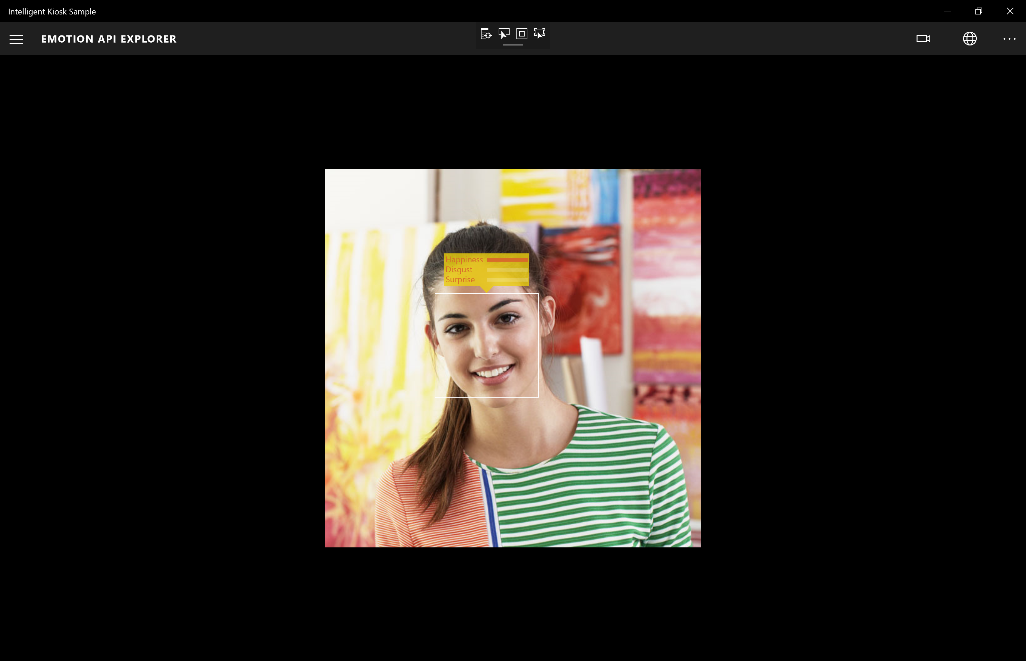 Intelligent Kiosk Sample
EMOTION API EXPLORER
Happiness
Disgust
Surprise